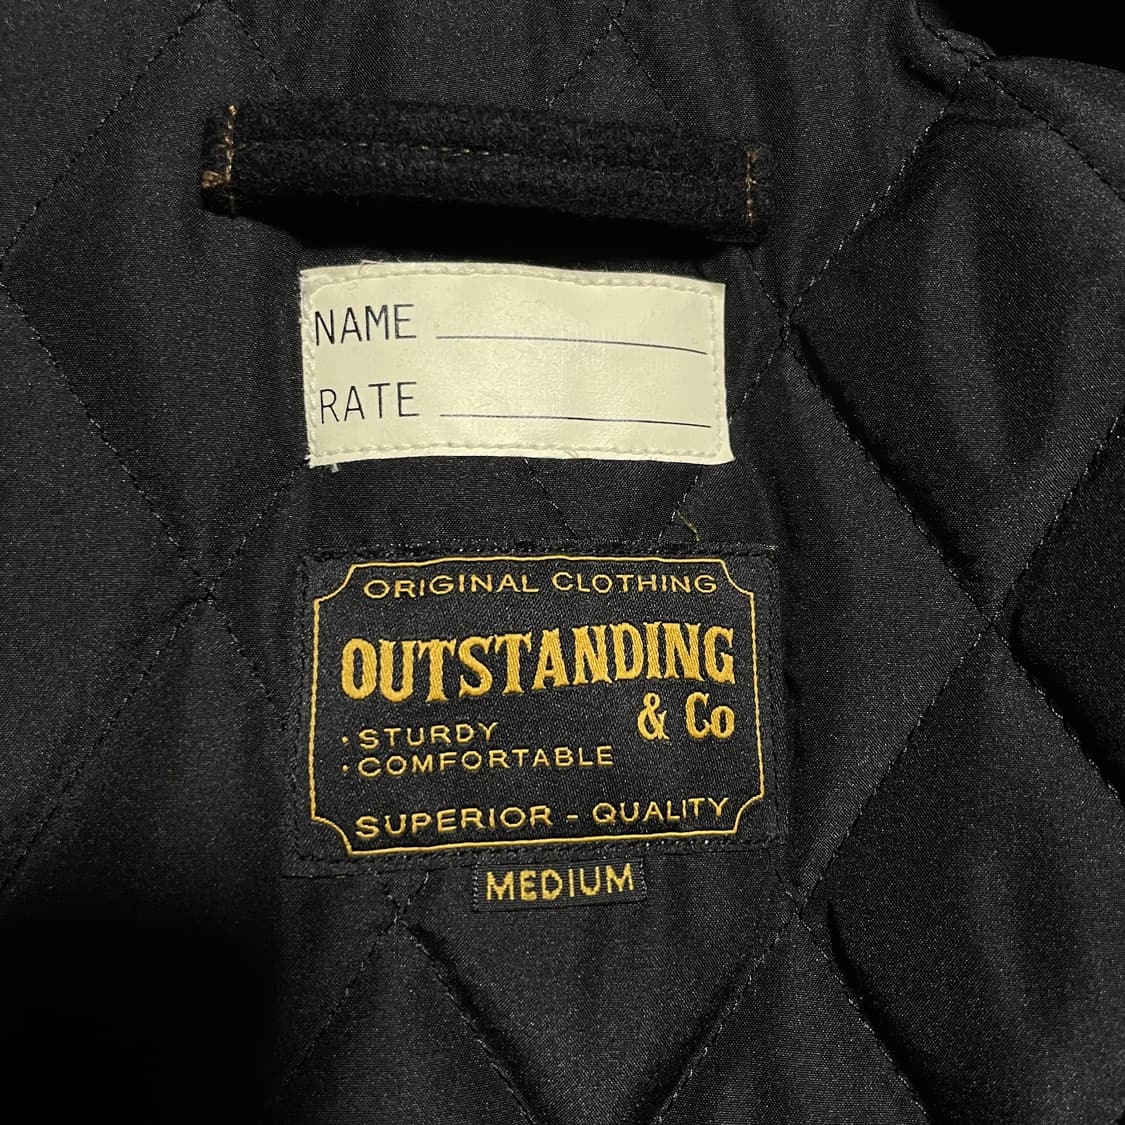 NAME
RATE
ORIGINAL CLOTHING
OUTSTANDING
& Co
· STURDY
· COMFORTABLE
SUPERIOR - QUALITY
MEDIUM